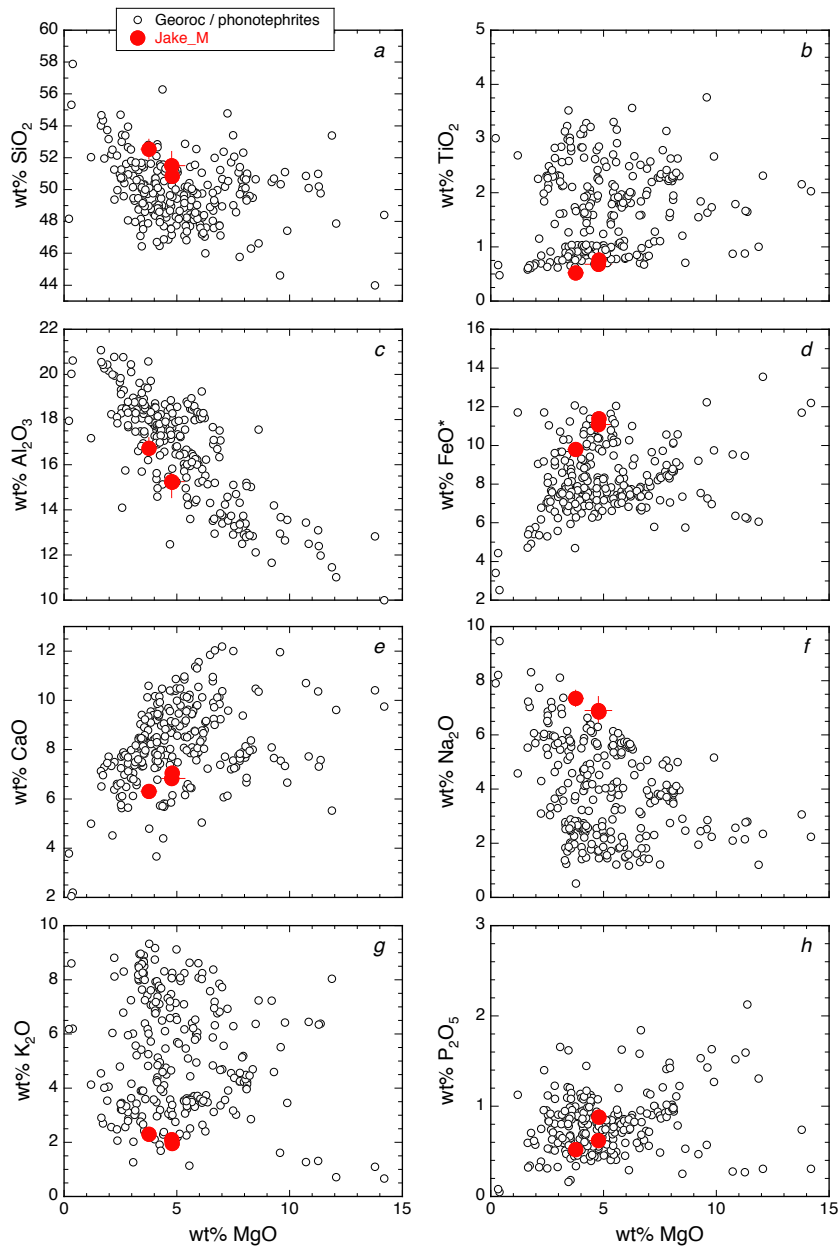 Georoc / phonotephrites
Jake_M
a
60
58
56
54
52
50
48
46
44
wt% SiO2
b
5
4
3
2
1
0
wt% TiO2
c
22
20
18
16
14
12
10
wt% Al2O3
d
16
14
12
10
8
6
4
2
wt% FeO*
e
12
10
8
6
4
2
wt% CaO
f
10
8
6
4
2
0
wt% Na2O
g
10
8
6
4
2
0
wt% K2O
0 5 10 15
wt% MgO
h
3
2
1
0
wt% P2O5
0 5 10 15
wt% MgO